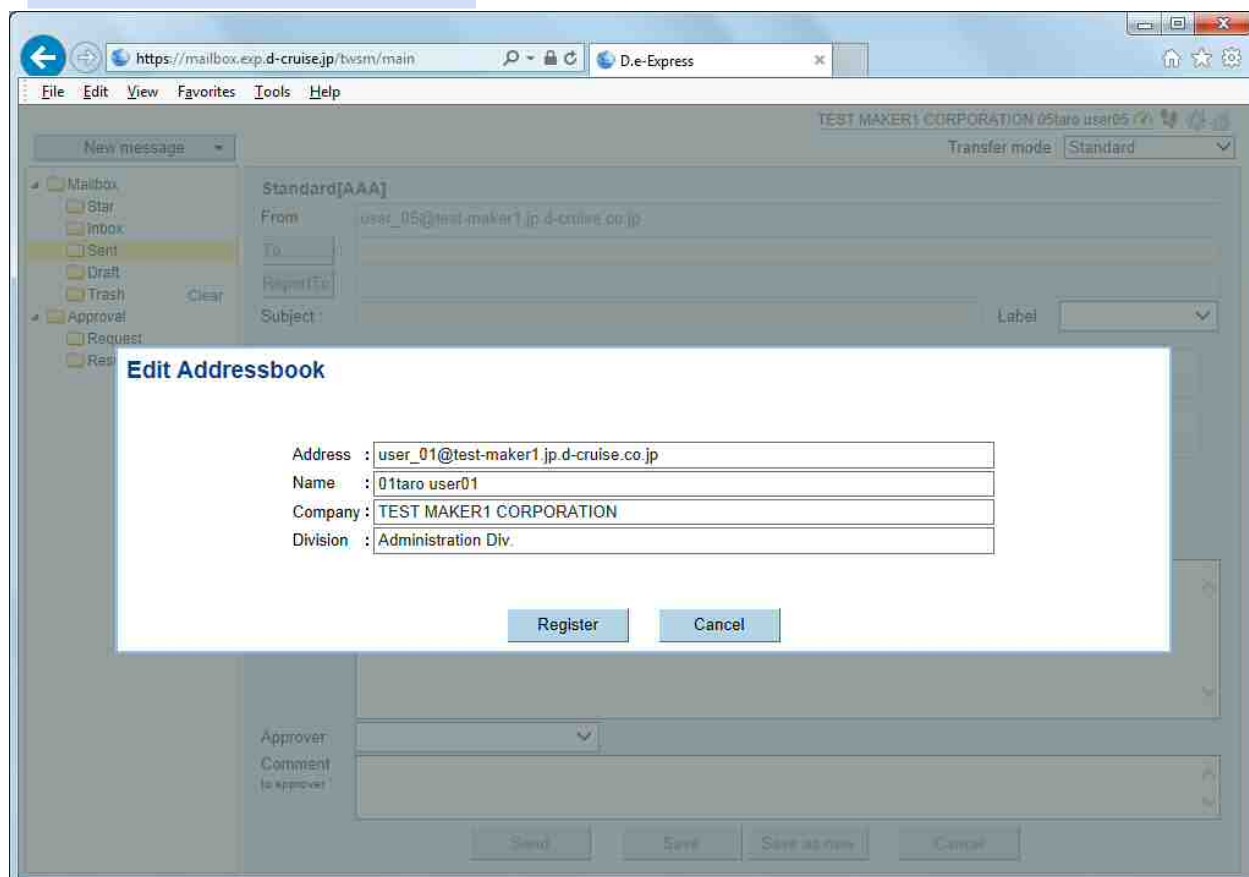 https://mailbox.exp.d-cruise.jp/twsm/main
D.e-Express
File Edit View Favorites Tools Help
TEST MAKER1 CORPORATION 05taro user05
New message
Transfer mode Standard
Mailbox
Star
Inbox
Sent
Draft
Trash Clear
Approval
Request
Res
Standard[AAA]
From user_05@test-maker1.jp.d-cruise.co.jp
To
ReportTo
Subject : Label
Edit Addressbook
Address : user_01@test-maker1.jp.d-cruise.co.jp
Name : 01taro user01
Company : TEST MAKER1 CORPORATION
Division : Administration Div.
Register Cancel
Approver
Comment
to approver :
Send Save Save as new Cancel